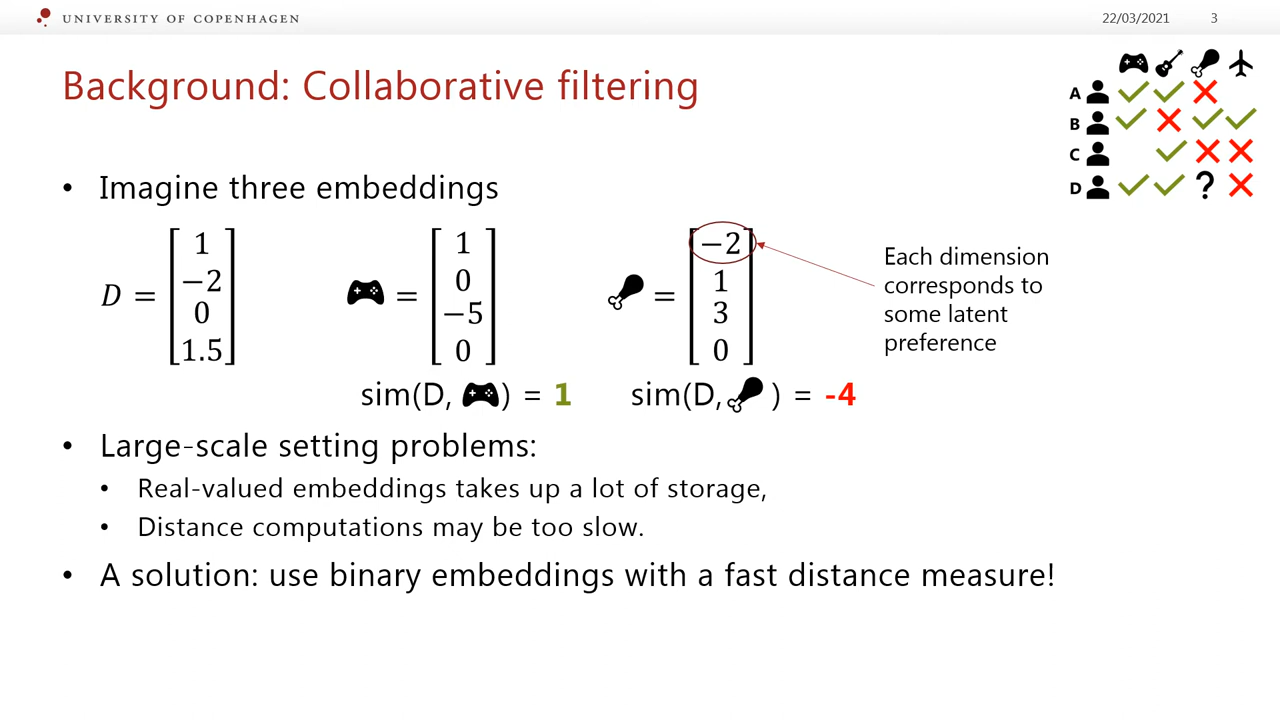 UNIVERSITY OF COPENHAGEN
22/03/2021 3
Background: Collaborative filtering
A
B
C
D ?
• Imagine three embeddings
D = [1 −2 0 1.5]
= [1 0 −5 0]
= [−2 1 3 0]
Each dimension
corresponds to
some latent
preference
sim(D, ) = 1
sim(D, ) = -4
• Large-scale setting problems:
• Real-valued embeddings takes up a lot of storage,
• Distance computations may be too slow.
• A solution: use binary embeddings with a fast distance measure!